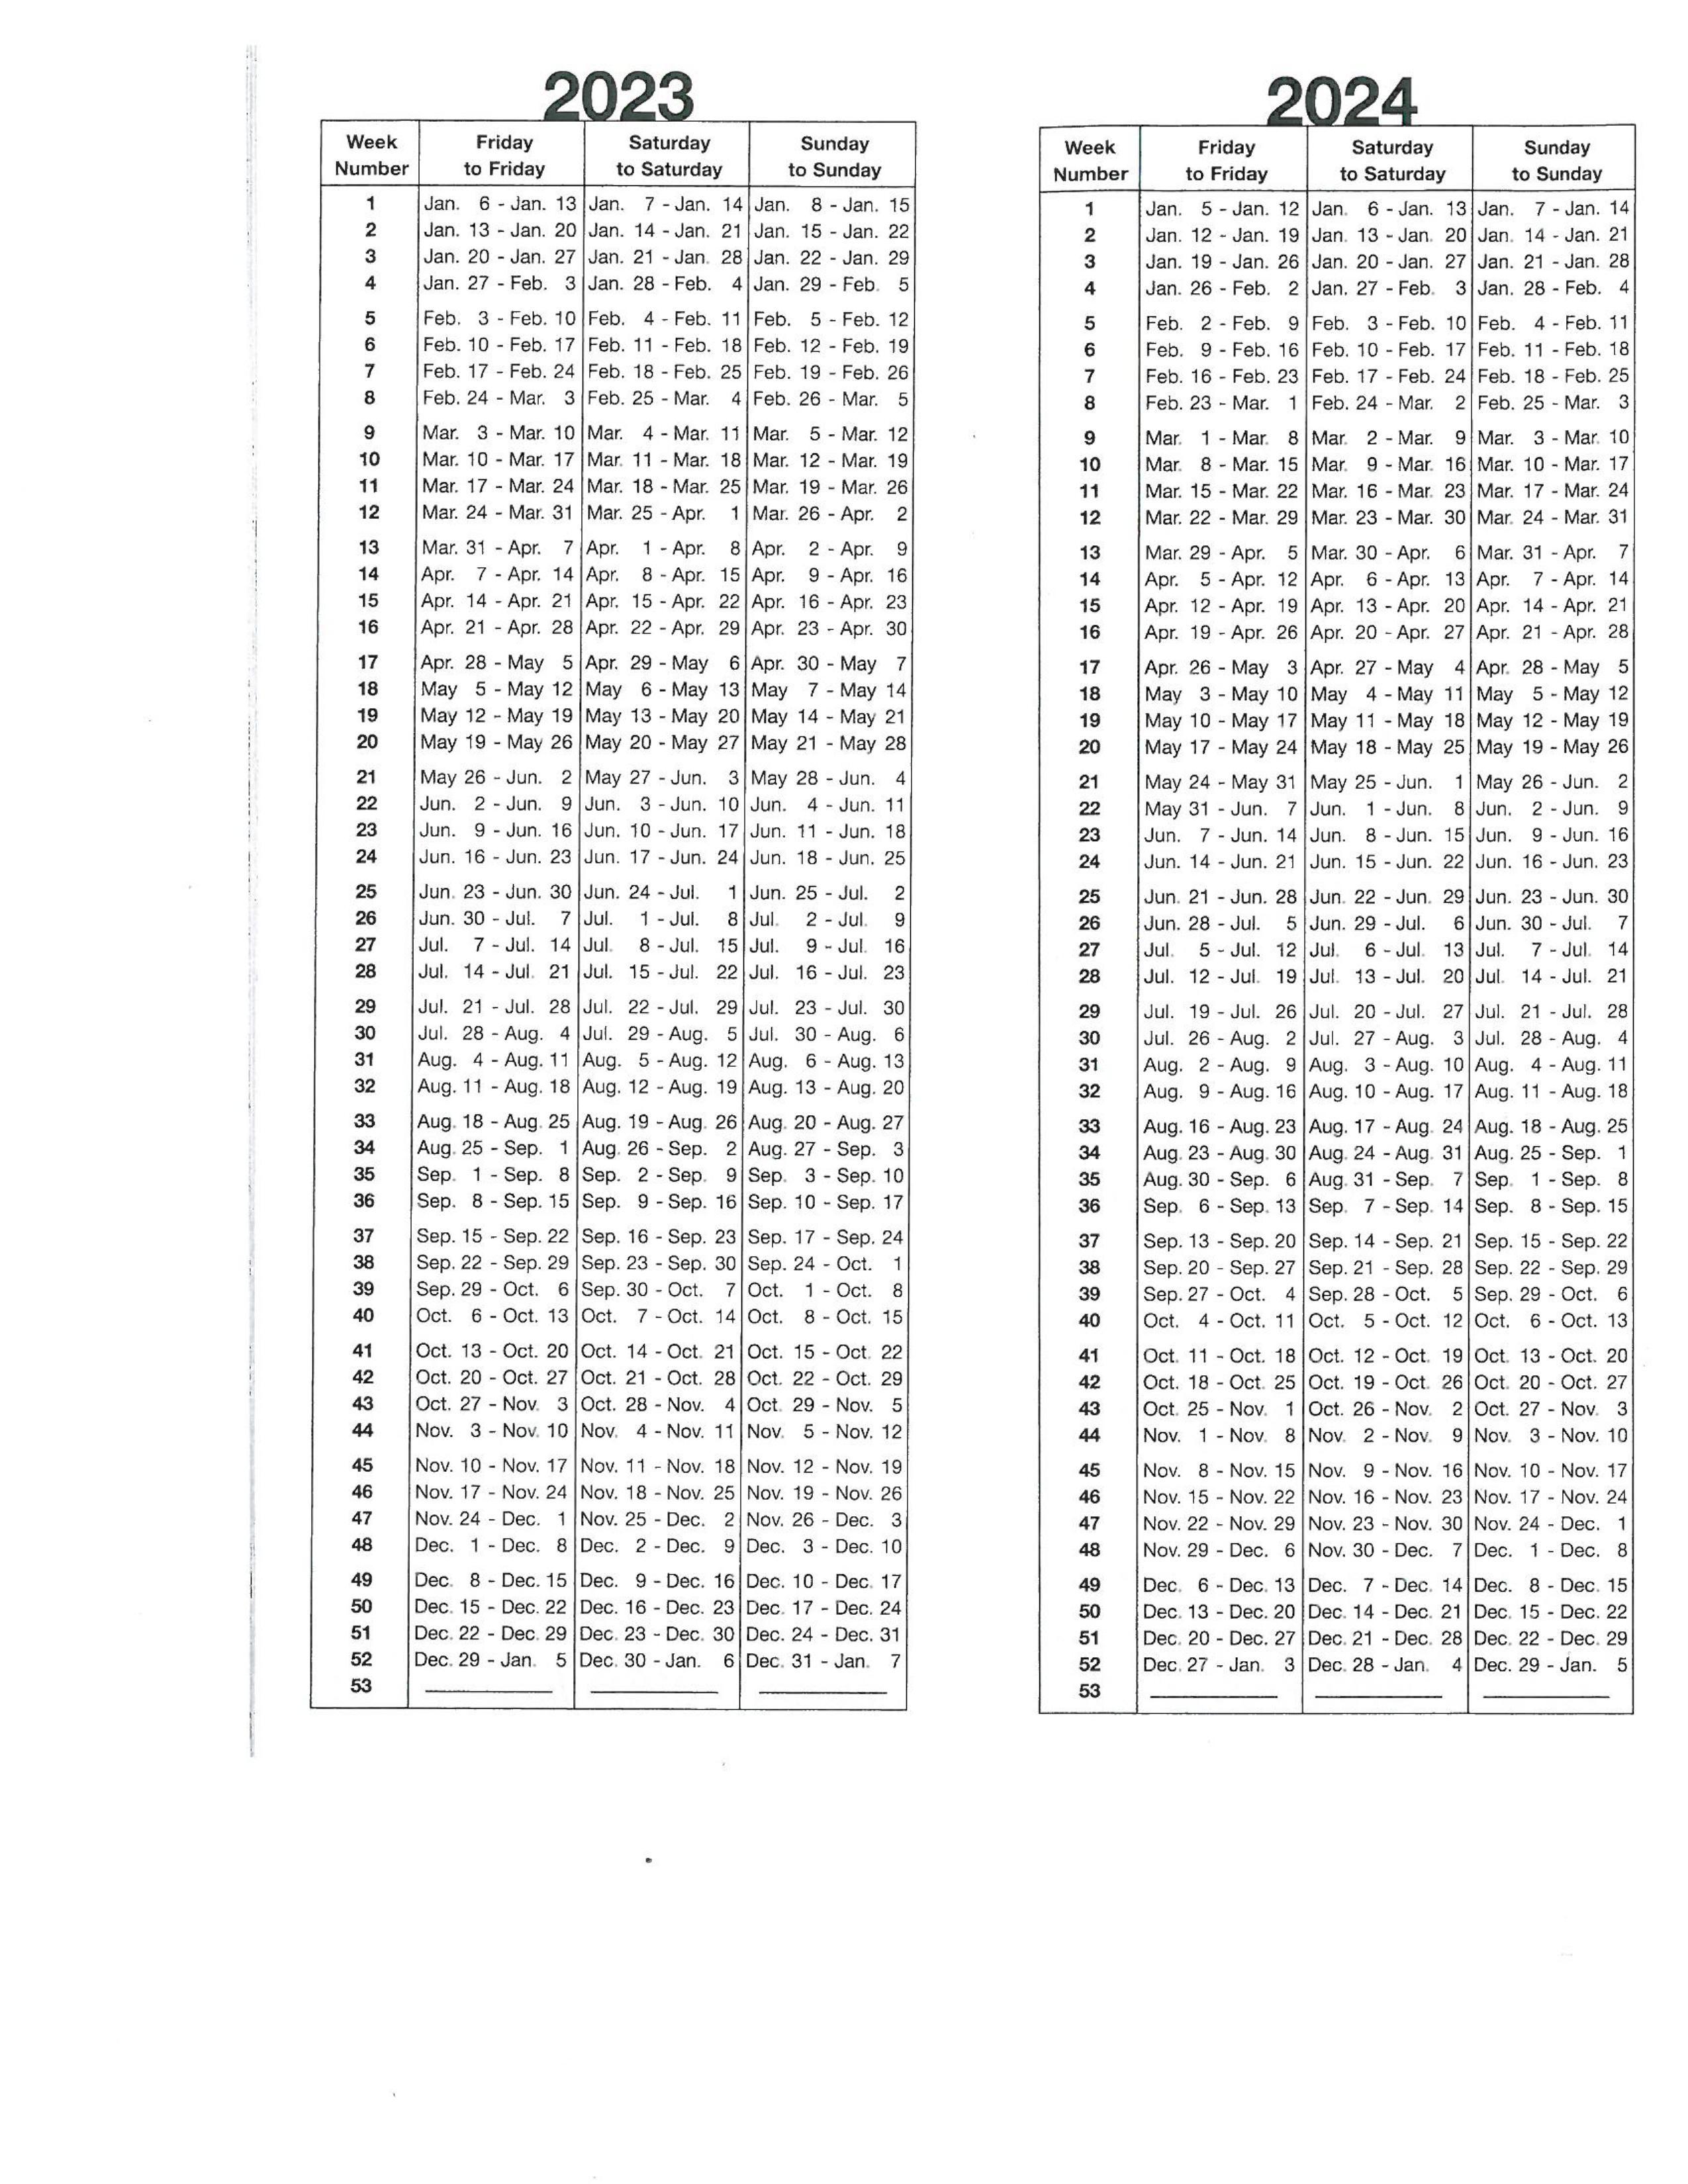 2023
Week Number | Friday to Friday | Saturday to Saturday | Sunday to Sunday
1 Jan. 6 - Jan. 13 Jan. 7 - Jan. 14 Jan. 8 - Jan. 15
2 Jan. 13 - Jan. 20 Jan. 14 - Jan. 21 Jan. 15 - Jan. 22
3 Jan. 20 - Jan. 27 Jan. 21 - Jan. 28 Jan. 22 - Jan. 29
4 Jan. 27 - Feb. 3 Jan. 28 - Feb. 4 Jan. 29 - Feb. 5
5 Feb. 3 - Feb. 10 Feb. 4 - Feb. 11 Feb. 5 - Feb. 12
6 Feb. 10 - Feb. 17 Feb. 11 - Feb. 18 Feb. 12 - Feb. 19
7 Feb. 17 - Feb. 24 Feb. 18 - Feb. 25 Feb. 19 - Feb. 26
8 Feb. 24 - Mar. 3 Feb. 25 - Mar. 4 Feb. 26 - Mar. 5
9 Mar. 3 - Mar. 10 Mar. 4 - Mar. 11 Mar. 5 - Mar. 12
10 Mar. 10 - Mar. 17 Mar. 11 - Mar. 18 Mar. 12 - Mar. 19
11 Mar. 17 - Mar. 24 Mar. 18 - Mar. 25 Mar. 19 - Mar. 26
12 Mar. 24 - Mar. 31 Mar. 25 - Apr. 1 Mar. 26 - Apr. 2
13 Mar. 31 - Apr. 7 Apr. 1 - Apr. 8 Apr. 2 - Apr. 9
14 Apr. 7 - Apr. 14 Apr. 8 - Apr. 15 Apr. 9 - Apr. 16
15 Apr. 14 - Apr. 21 Apr. 15 - Apr. 22 Apr. 16 - Apr. 23
16 Apr. 21 - Apr. 28 Apr. 22 - Apr. 29 Apr. 23 - Apr. 30
17 Apr. 28 - May 5 Apr. 29 - May 6 Apr. 30 - May 7
18 May 5 - May 12 May 6 - May 13 May 7 - May 14
19 May 12 - May 19 May 13 - May 20 May 14 - May 21
20 May 19 - May 26 May 20 - May 27 May 21 - May 28
21 May 26 - Jun. 2 May 27 - Jun. 3 May 28 - Jun. 4
22 Jun. 2 - Jun. 9 Jun. 3 - Jun. 10 Jun. 4 - Jun. 11
23 Jun. 9 - Jun. 16 Jun. 10 - Jun. 17 Jun. 11 - Jun. 18
24 Jun. 16 - Jun. 23 Jun. 17 - Jun. 24 Jun. 18 - Jun. 25
25 Jun. 23 - Jun. 30 Jun. 24 - Jul. 1 Jun. 25 - Jul. 2
26 Jun. 30 - Jul. 7 Jul. 1 - Jul. 8 Jul. 2 - Jul. 9
27 Jul. 7 - Jul. 14 Jul. 8 - Jul. 15 Jul. 9 - Jul. 16
28 Jul. 14 - Jul. 21 Jul. 15 - Jul. 22 Jul. 16 - Jul. 23
29 Jul. 21 - Jul. 28 Jul. 22 - Jul. 29 Jul. 23 - Jul. 30
30 Jul. 28 - Aug. 4 Jul. 29 - Aug. 5 Jul. 30 - Aug. 6
31 Aug. 4 - Aug. 11 Aug. 5 - Aug. 12 Aug. 6 - Aug. 13
32 Aug. 11 - Aug. 18 Aug. 12 - Aug. 19 Aug. 13 - Aug. 20
33 Aug. 18 - Aug. 25 Aug. 19 - Aug. 26 Aug. 20 - Aug. 27
34 Aug. 25 - Sep. 1 Aug. 26 - Sep. 2 Aug. 27 - Sep. 3
35 Sep. 1 - Sep. 8 Sep. 2 - Sep. 9 Sep. 3 - Sep. 10
36 Sep. 8 - Sep. 15 Sep. 9 - Sep. 16 Sep. 10 - Sep. 17
37 Sep. 15 - Sep. 22 Sep. 16 - Sep. 23 Sep. 17 - Sep. 24
38 Sep. 22 - Sep. 29 Sep. 23 - Sep. 30 Sep. 24 - Oct. 1
39 Sep. 29 - Oct. 6 Sep. 30 - Oct. 7 Oct. 1 - Oct. 8
40 Oct. 6 - Oct. 13 Oct. 7 - Oct. 14 Oct. 8 - Oct. 15
41 Oct. 13 - Oct. 20 Oct. 14 - Oct. 21 Oct. 15 - Oct. 22
42 Oct. 20 - Oct. 27 Oct. 21 - Oct. 28 Oct. 22 - Oct. 29
43 Oct. 27 - Nov. 3 Oct. 28 - Nov. 4 Oct. 29 - Nov. 5
44 Nov. 3 - Nov. 10 Nov. 4 - Nov. 11 Nov. 5 - Nov. 12
45 Nov. 10 - Nov. 17 Nov. 11 - Nov. 18 Nov. 12 - Nov. 19
46 Nov. 17 - Nov. 24 Nov. 18 - Nov. 25 Nov. 19 - Nov. 26
47 Nov. 24 - Dec. 1 Nov. 25 - Dec. 2 Nov. 26 - Dec. 3
48 Dec. 1 - Dec. 8 Dec. 2 - Dec. 9 Dec. 3 - Dec. 10
49 Dec. 8 - Dec. 15 Dec. 9 - Dec. 16 Dec. 10 - Dec. 17
50 Dec. 15 - Dec. 22 Dec. 16 - Dec. 23 Dec. 17 - Dec. 24
51 Dec. 22 - Dec. 29 Dec. 23 - Dec. 30 Dec. 24 - Dec. 31
52 Dec. 29 - Jan. 5 Dec. 30 - Jan. 6 Dec. 31 - Jan. 7
53
2024
Week Number | Friday to Friday | Saturday to Saturday | Sunday to Sunday
1 Jan. 5 - Jan. 12 Jan. 6 - Jan. 13 Jan. 7 - Jan. 14
2 Jan. 12 - Jan. 19 Jan. 13 - Jan. 20 Jan. 14 - Jan. 21
3 Jan. 19 - Jan. 26 Jan. 20 - Jan. 27 Jan. 21 - Jan. 28
4 Jan. 26 - Feb. 2 Jan. 27 - Feb. 3 Jan. 28 - Feb. 4
5 Feb. 2 - Feb. 9 Feb. 3 - Feb. 10 Feb. 4 - Feb. 11
6 Feb. 9 - Feb. 16 Feb. 10 - Feb. 17 Feb. 11 - Feb. 18
7 Feb. 16 - Feb. 23 Feb. 17 - Feb. 24 Feb. 18 - Feb. 25
8 Feb. 23 - Mar. 1 Feb. 24 - Mar. 2 Feb. 25 - Mar. 3
9 Mar. 1 - Mar. 8 Mar. 2 - Mar. 9 Mar. 3 - Mar. 10
10 Mar. 8 - Mar. 15 Mar. 9 - Mar. 16 Mar. 10 - Mar. 17
11 Mar. 15 - Mar. 22 Mar. 16 - Mar. 23 Mar. 17 - Mar. 24
12 Mar. 22 - Mar. 29 Mar. 23 - Mar. 30 Mar. 24 - Mar. 31
13 Mar. 29 - Apr. 5 Mar. 30 - Apr. 6 Mar. 31 - Apr. 7
14 Apr. 5 - Apr. 12 Apr. 6 - Apr. 13 Apr. 7 - Apr. 14
15 Apr. 12 - Apr. 19 Apr. 13 - Apr. 20 Apr. 14 - Apr. 21
16 Apr. 19 - Apr. 26 Apr. 20 - Apr. 27 Apr. 21 - Apr. 28
17 Apr. 26 - May 3 Apr. 27 - May 4 Apr. 28 - May 5
18 May 3 - May 10 May 4 - May 11 May 5 - May 12
19 May 10 - May 17 May 11 - May 18 May 12 - May 19
20 May 17 - May 24 May 18 - May 25 May 19 - May 26
21 May 24 - May 31 May 25 - Jun. 1 May 26 - Jun. 2
22 May 31 - Jun. 7 Jun. 1 - Jun. 8 Jun. 2 - Jun. 9
23 Jun. 7 - Jun. 14 Jun. 8 - Jun. 15 Jun. 9 - Jun. 16
24 Jun. 14 - Jun. 21 Jun. 15 - Jun. 22 Jun. 16 - Jun. 23
25 Jun. 21 - Jun. 28 Jun. 22 - Jun. 29 Jun. 23 - Jun. 30
26 Jun. 28 - Jul. 5 Jun. 29 - Jul. 6 Jun. 30 - Jul. 7
27 Jul. 5 - Jul. 12 Jul. 6 - Jul. 13 Jul. 7 - Jul. 14
28 Jul. 12 - Jul. 19 Jul. 13 - Jul. 20 Jul. 14 - Jul. 21
29 Jul. 19 - Jul. 26 Jul. 20 - Jul. 27 Jul. 21 - Jul. 28
30 Jul. 26 - Aug. 2 Jul. 27 - Aug. 3 Jul. 28 - Aug. 4
31 Aug. 2 - Aug. 9 Aug. 3 - Aug. 10 Aug. 4 - Aug. 11
32 Aug. 9 - Aug. 16 Aug. 10 - Aug. 17 Aug. 11 - Aug. 18
33 Aug. 16 - Aug. 23 Aug. 17 - Aug. 24 Aug. 18 - Aug. 25
34 Aug. 23 - Aug. 30 Aug. 24 - Aug. 31 Aug. 25 - Sep. 1
35 Aug. 30 - Sep. 6 Aug. 31 - Sep. 7 Sep. 1 - Sep. 8
36 Sep. 6 - Sep. 13 Sep. 7 - Sep. 14 Sep. 8 - Sep. 15
37 Sep. 13 - Sep. 20 Sep. 14 - Sep. 21 Sep. 15 - Sep. 22
38 Sep. 20 - Sep. 27 Sep. 21 - Sep. 28 Sep. 22 - Sep. 29
39 Sep. 27 - Oct. 4 Sep. 28 - Oct. 5 Sep. 29 - Oct. 6
40 Oct. 4 - Oct. 11 Oct. 5 - Oct. 12 Oct. 6 - Oct. 13
41 Oct. 11 - Oct. 18 Oct. 12 - Oct. 19 Oct. 13 - Oct. 20
42 Oct. 18 - Oct. 25 Oct. 19 - Oct. 26 Oct. 20 - Oct. 27
43 Oct. 25 - Nov. 1 Oct. 26 - Nov. 2 Oct. 27 - Nov. 3
44 Nov. 1 - Nov. 8 Nov. 2 - Nov. 9 Nov. 3 - Nov. 10
45 Nov. 8 - Nov. 15 Nov. 9 - Nov. 16 Nov. 10 - Nov. 17
46 Nov. 15 - Nov. 22 Nov. 16 - Nov. 23 Nov. 17 - Nov. 24
47 Nov. 22 - Nov. 29 Nov. 23 - Nov. 30 Nov. 24 - Dec. 1
48 Nov. 29 - Dec. 6 Nov. 30 - Dec. 7 Dec. 1 - Dec. 8
49 Dec. 6 - Dec. 13 Dec. 7 - Dec. 14 Dec. 8 - Dec. 15
50 Dec. 13 - Dec. 20 Dec. 14 - Dec. 21 Dec. 15 - Dec. 22
51 Dec. 20 - Dec. 27 Dec. 21 - Dec. 28 Dec. 22 - Dec. 29
52 Dec. 27 - Jan. 3 Dec. 28 - Jan. 4 Dec. 29 - Jan. 5
53